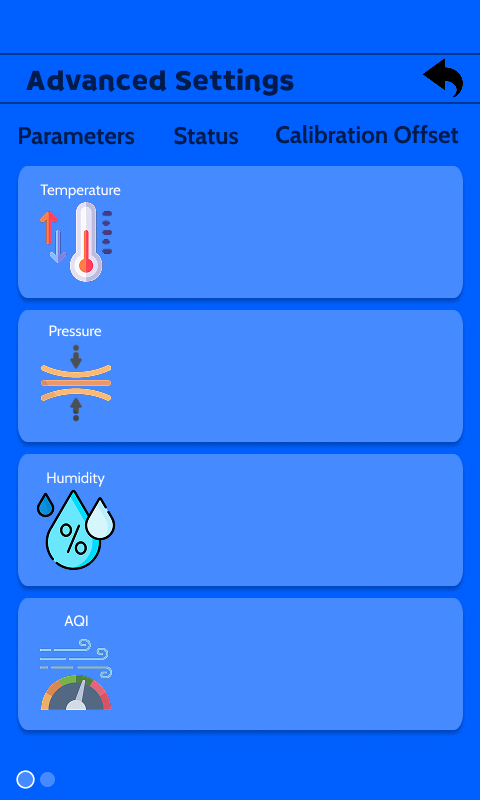 Advanced Settings
Parameters Status Calibration Offset
Temperature
Pressure
Humidity
%
AQI